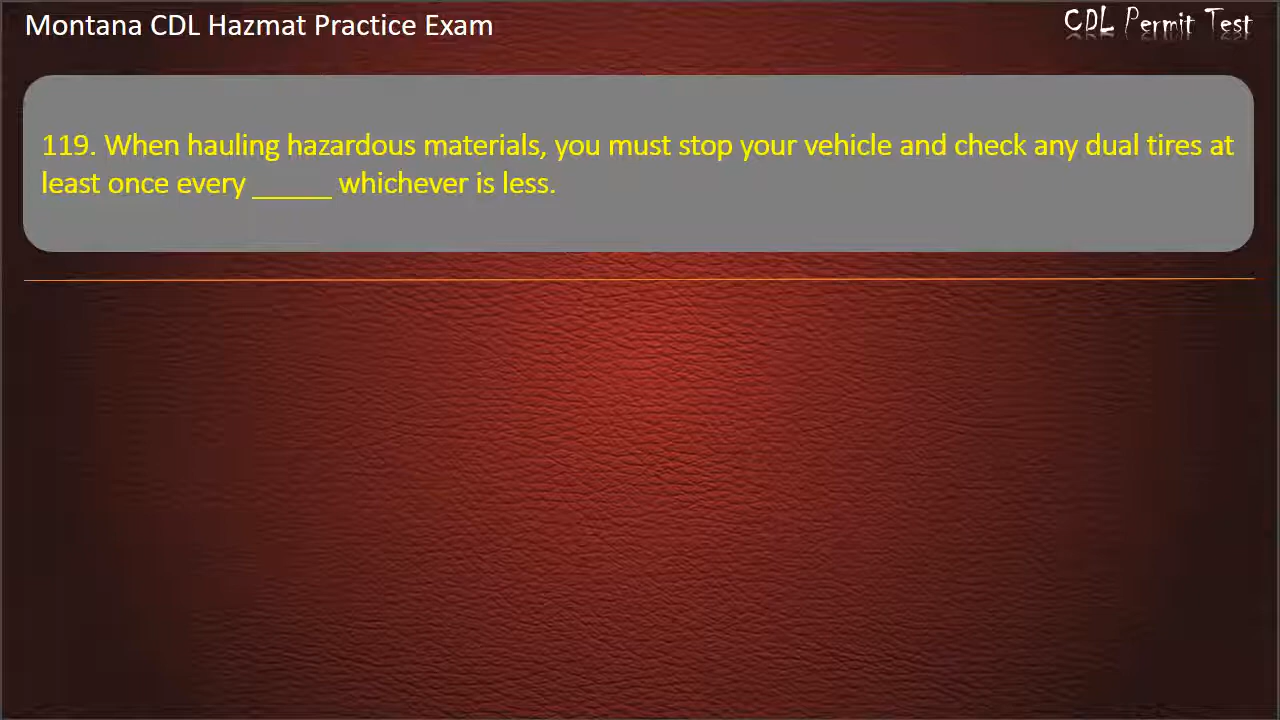 Montana CDL Hazmat Practice Exam
CDL Permit Test
119. When hauling hazardous materials, you must stop your vehicle and check any dual tires at
least once every ______ whichever is less.